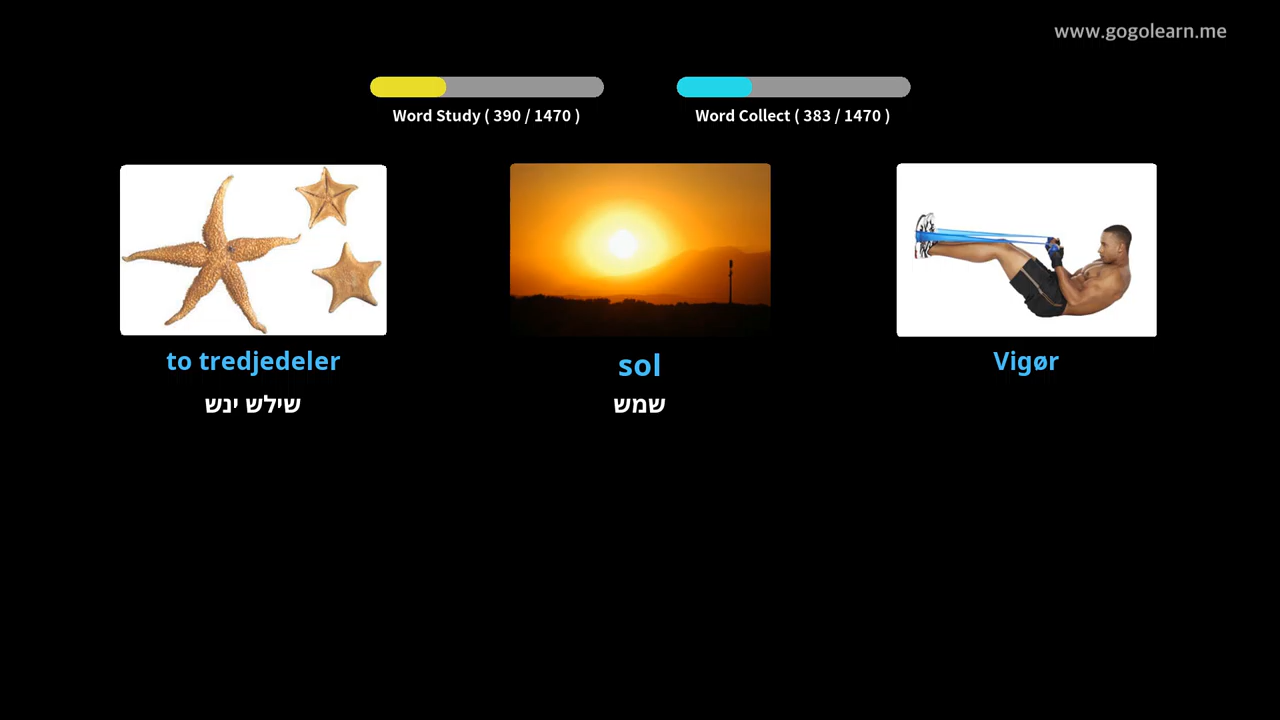 www.gogolearn.me
Word Study ( 390 / 1470 )
Word Collect ( 383 / 1470 )
to tredjedeler
שילש ינש
sol
שמש
Vigør